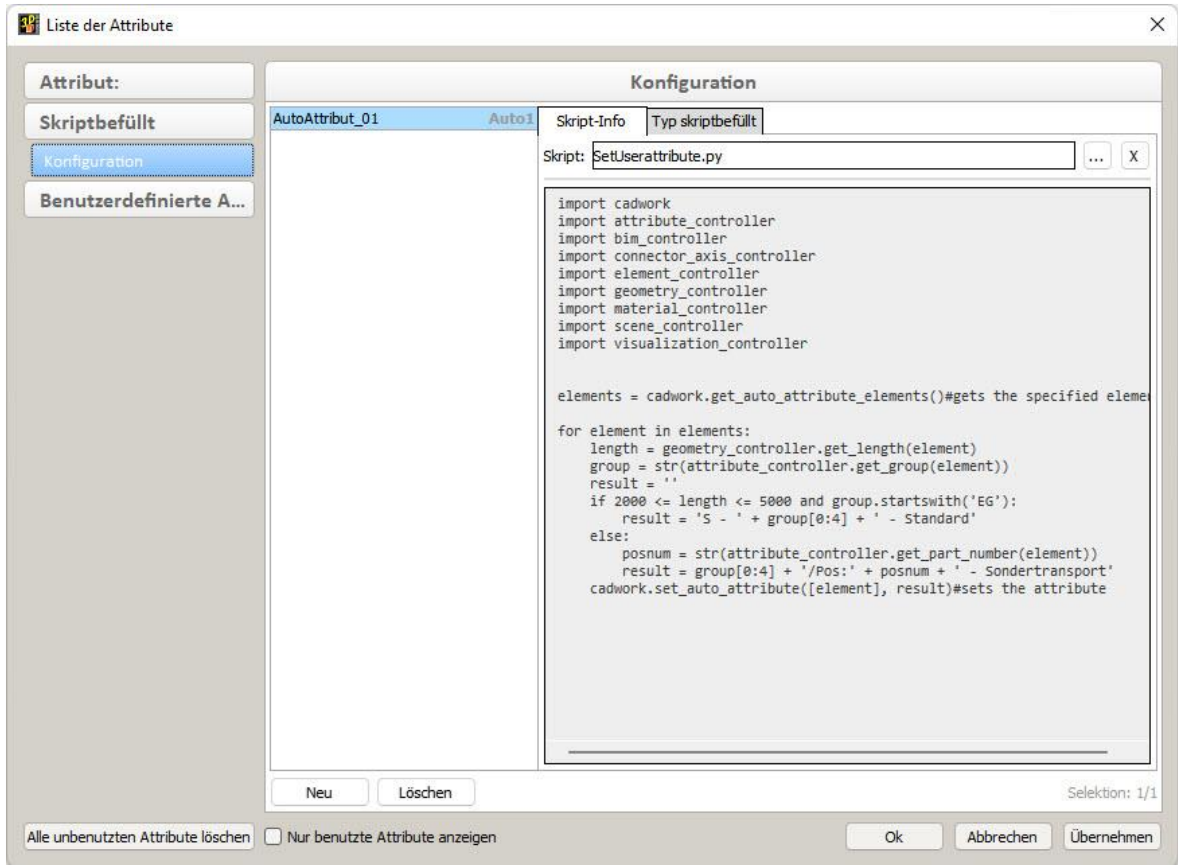 Liste der Attribute
Attribut:
Skriptbefüllt
Konfiguration
Benutzerdefinierte A...
Konfiguration
AutoAttribut_01 Auto1
Skript-Info Typ skriptbefüllt
Skript: SetUserattribute.py ... X
import cadwork
import attribute_controller
import bim_controller
import connector_axis_controller
import element_controller
import geometry_controller
import material_controller
import scene_controller
import visualization_controller
elements = cadwork.get_auto_attribute_elements()#gets the specified eleme
for element in elements:
    length = geometry_controller.get_length(element)
    group = str(attribute_controller.get_group(element))
    result = ''
    if 2000 <= length <= 5000 and group.startswith('EG'):
        result = 'S - ' + group[0:4] + ' - Standard'
    else:
        posnum = str(attribute_controller.get_part_number(element))
        result = group[0:4] + '/Pos:' + posnum + ' - Sondertransport'
    cadwork.set_auto_attribute([element], result)#sets the attribute
Neu Löschen Selektion: 1/1
Alle unbenutzten Attribute löschen Nur benutzte Attribute anzeigen Ok Abbrechen Übernehmen